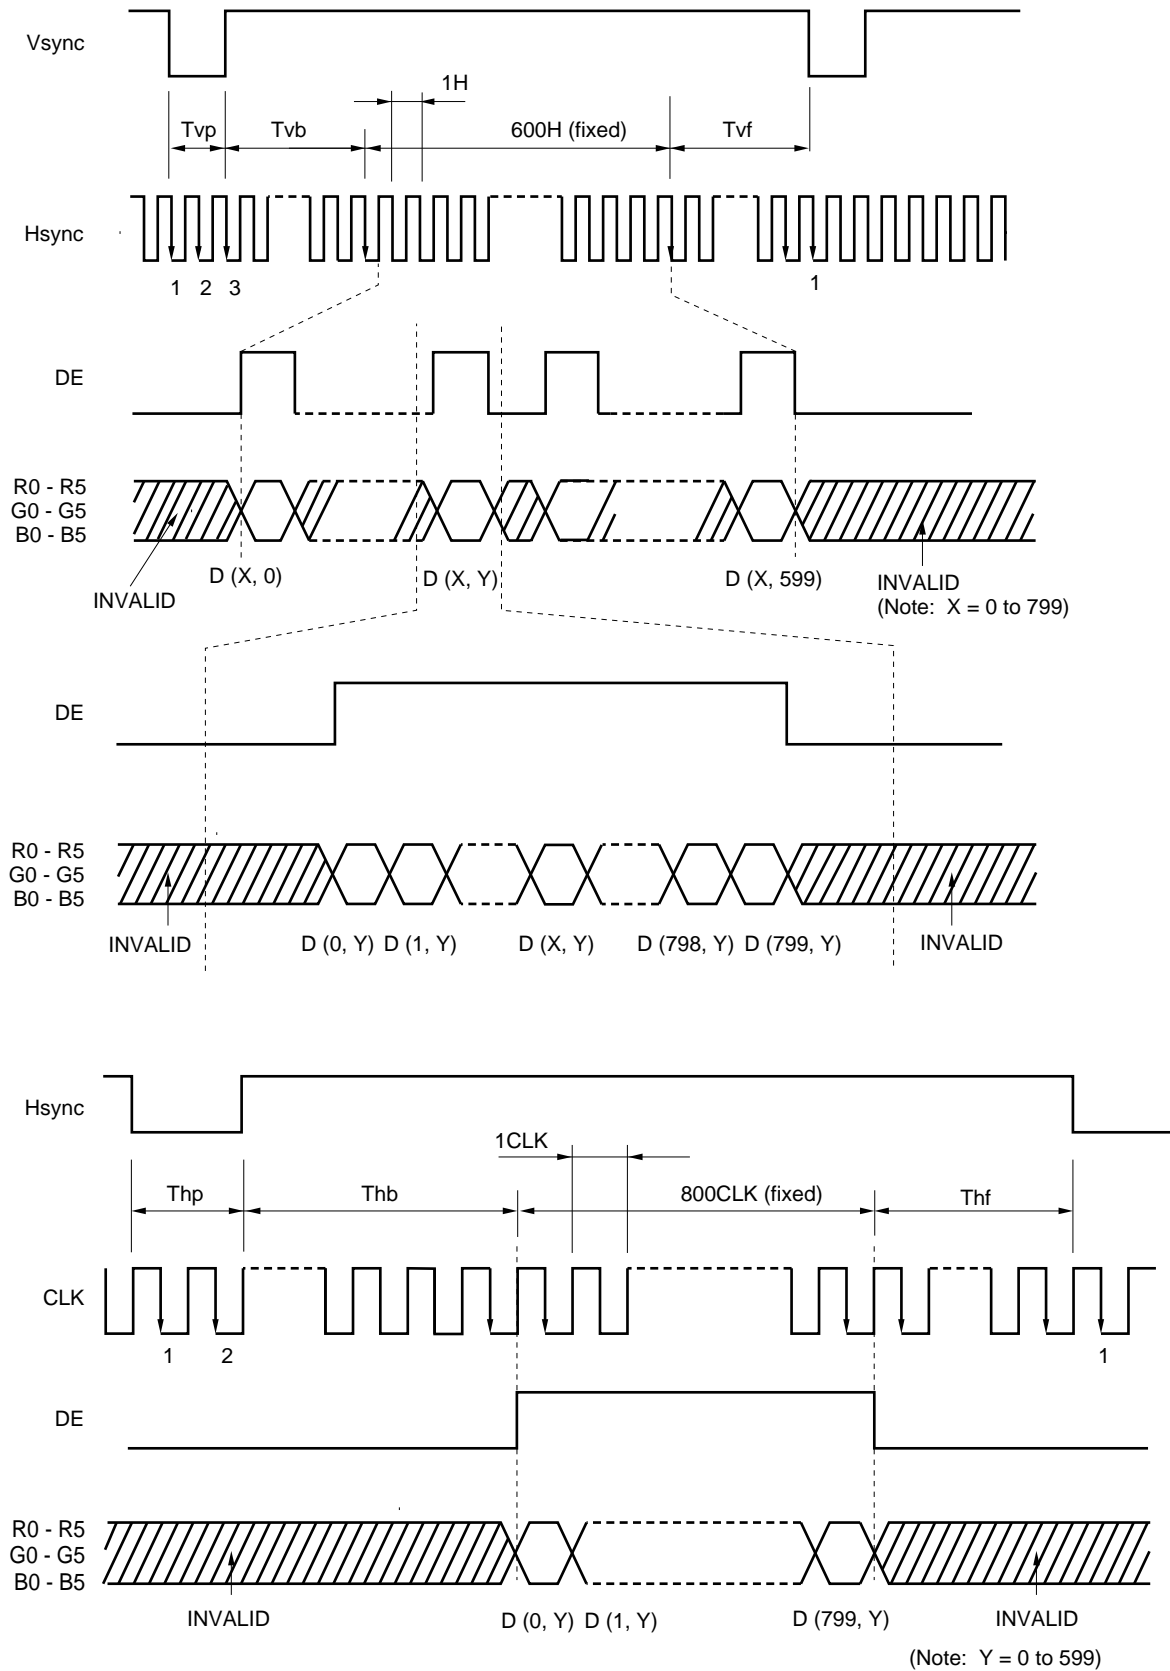 Vsync
1H
Tvp Tvb 600H (fixed) Tvf
Hsync
1 2 3 1
DE
R0 - R5
G0 - G5
B0 - B5
D (X, 0) D (X, Y) D (X, 599)
INVALID INVALID
(Note: X = 0 to 799)
DE
R0 - R5
G0 - G5
B0 - B5
INVALID D (0, Y) D (1, Y) D (X, Y) D (798, Y) D (799, Y) INVALID
Hsync
1CLK
Thp Thb 800CLK (fixed) Thf
CLK
1 2 1
DE
R0 - R5
G0 - G5
B0 - B5
INVALID D (0, Y) D (1, Y) D (799, Y) INVALID
(Note: Y = 0 to 599)